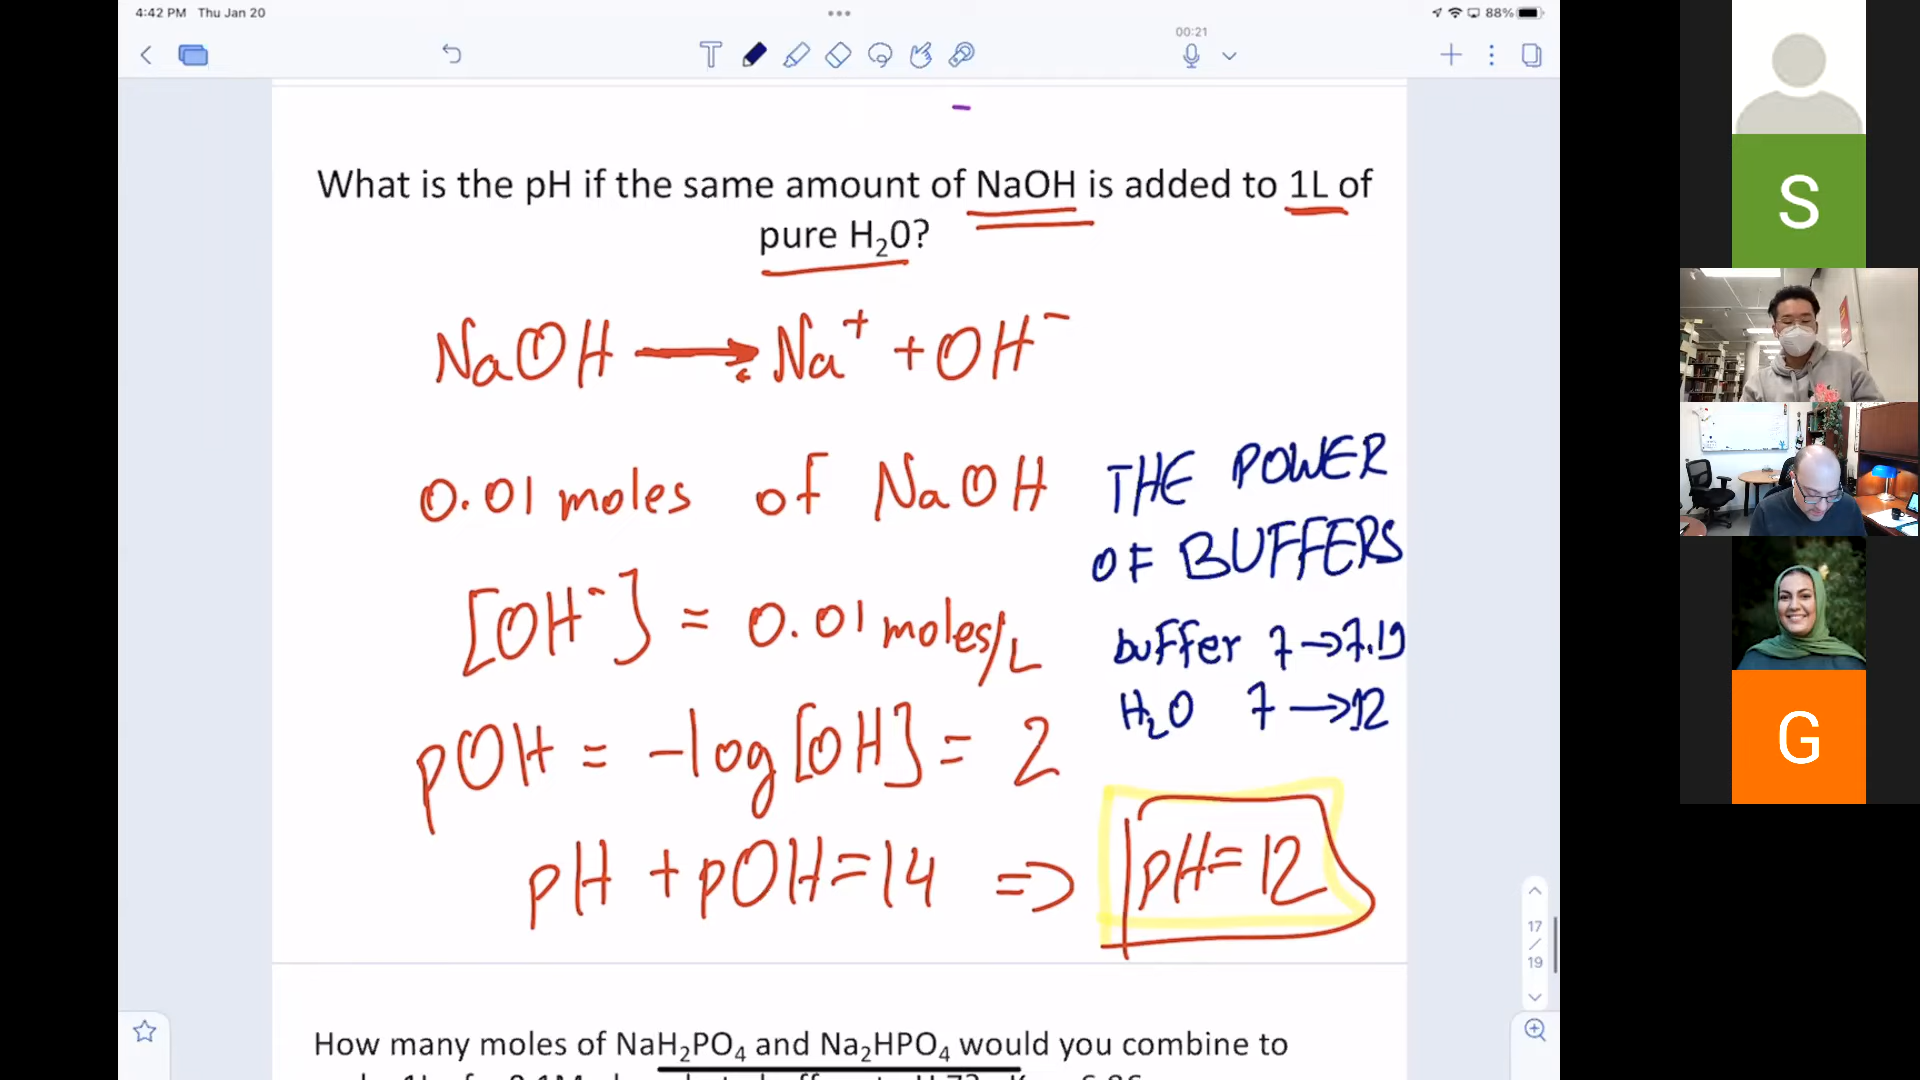 4:42 PM Thu Jan 20
88%
00:21
What is the pH if the same amount of NaOH is added to 1L of
pure H₂0?
NaOH → Na⁺ + OH⁻
0.01 moles of NaOH
[OH⁻] = 0.01 moles/L
pOH = -log[OH] = 2
pH + pOH = 14 => pH = 12
THE POWER
OF BUFFERS
buffer 7 → 7.19
H₂O 7 → 12
17
/
19
How many moles of NaH₂PO₄ and Na₂HPO₄ would you combine to
S
G